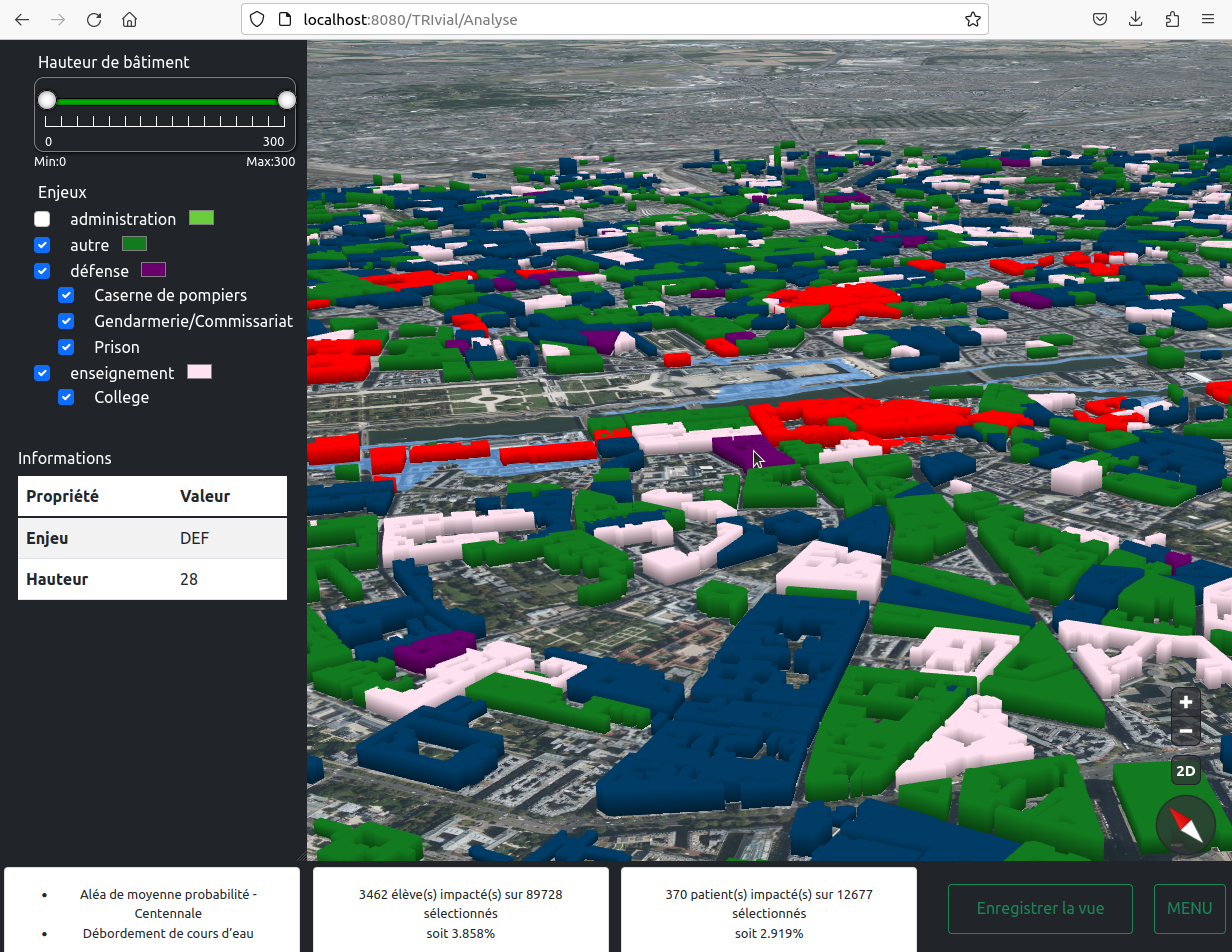 localhost:8080/TRIvial/Analyse
Hauteur de bâtiment
0 300
Min:0 Max:300
Enjeux
administration
autre
défense
Caserne de pompiers
Gendarmerie/Commissariat
Prison
enseignement
College
Informations
Propriété Valeur
Enjeu DEF
Hauteur 28
+
−
2D
• Aléa de moyenne probabilité -
Centennale
• Débordement de cours d’eau
3462 élève(s) impacté(s) sur 89728
sélectionnés
soit 3.858%
370 patient(s) impacté(s) sur 12677
sélectionnés
soit 2.919%
Enregistrer la vue
MENU